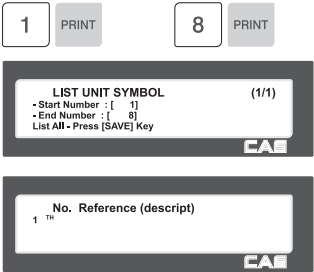 1 PRINT 8 PRINT
LIST UNIT SYMBOL (1/1)
- Start Number : [ 1]
- End Number : [ 8]
List All - Press [SAVE] Key
CAS
No. Reference (descript)
1 TH
CAS